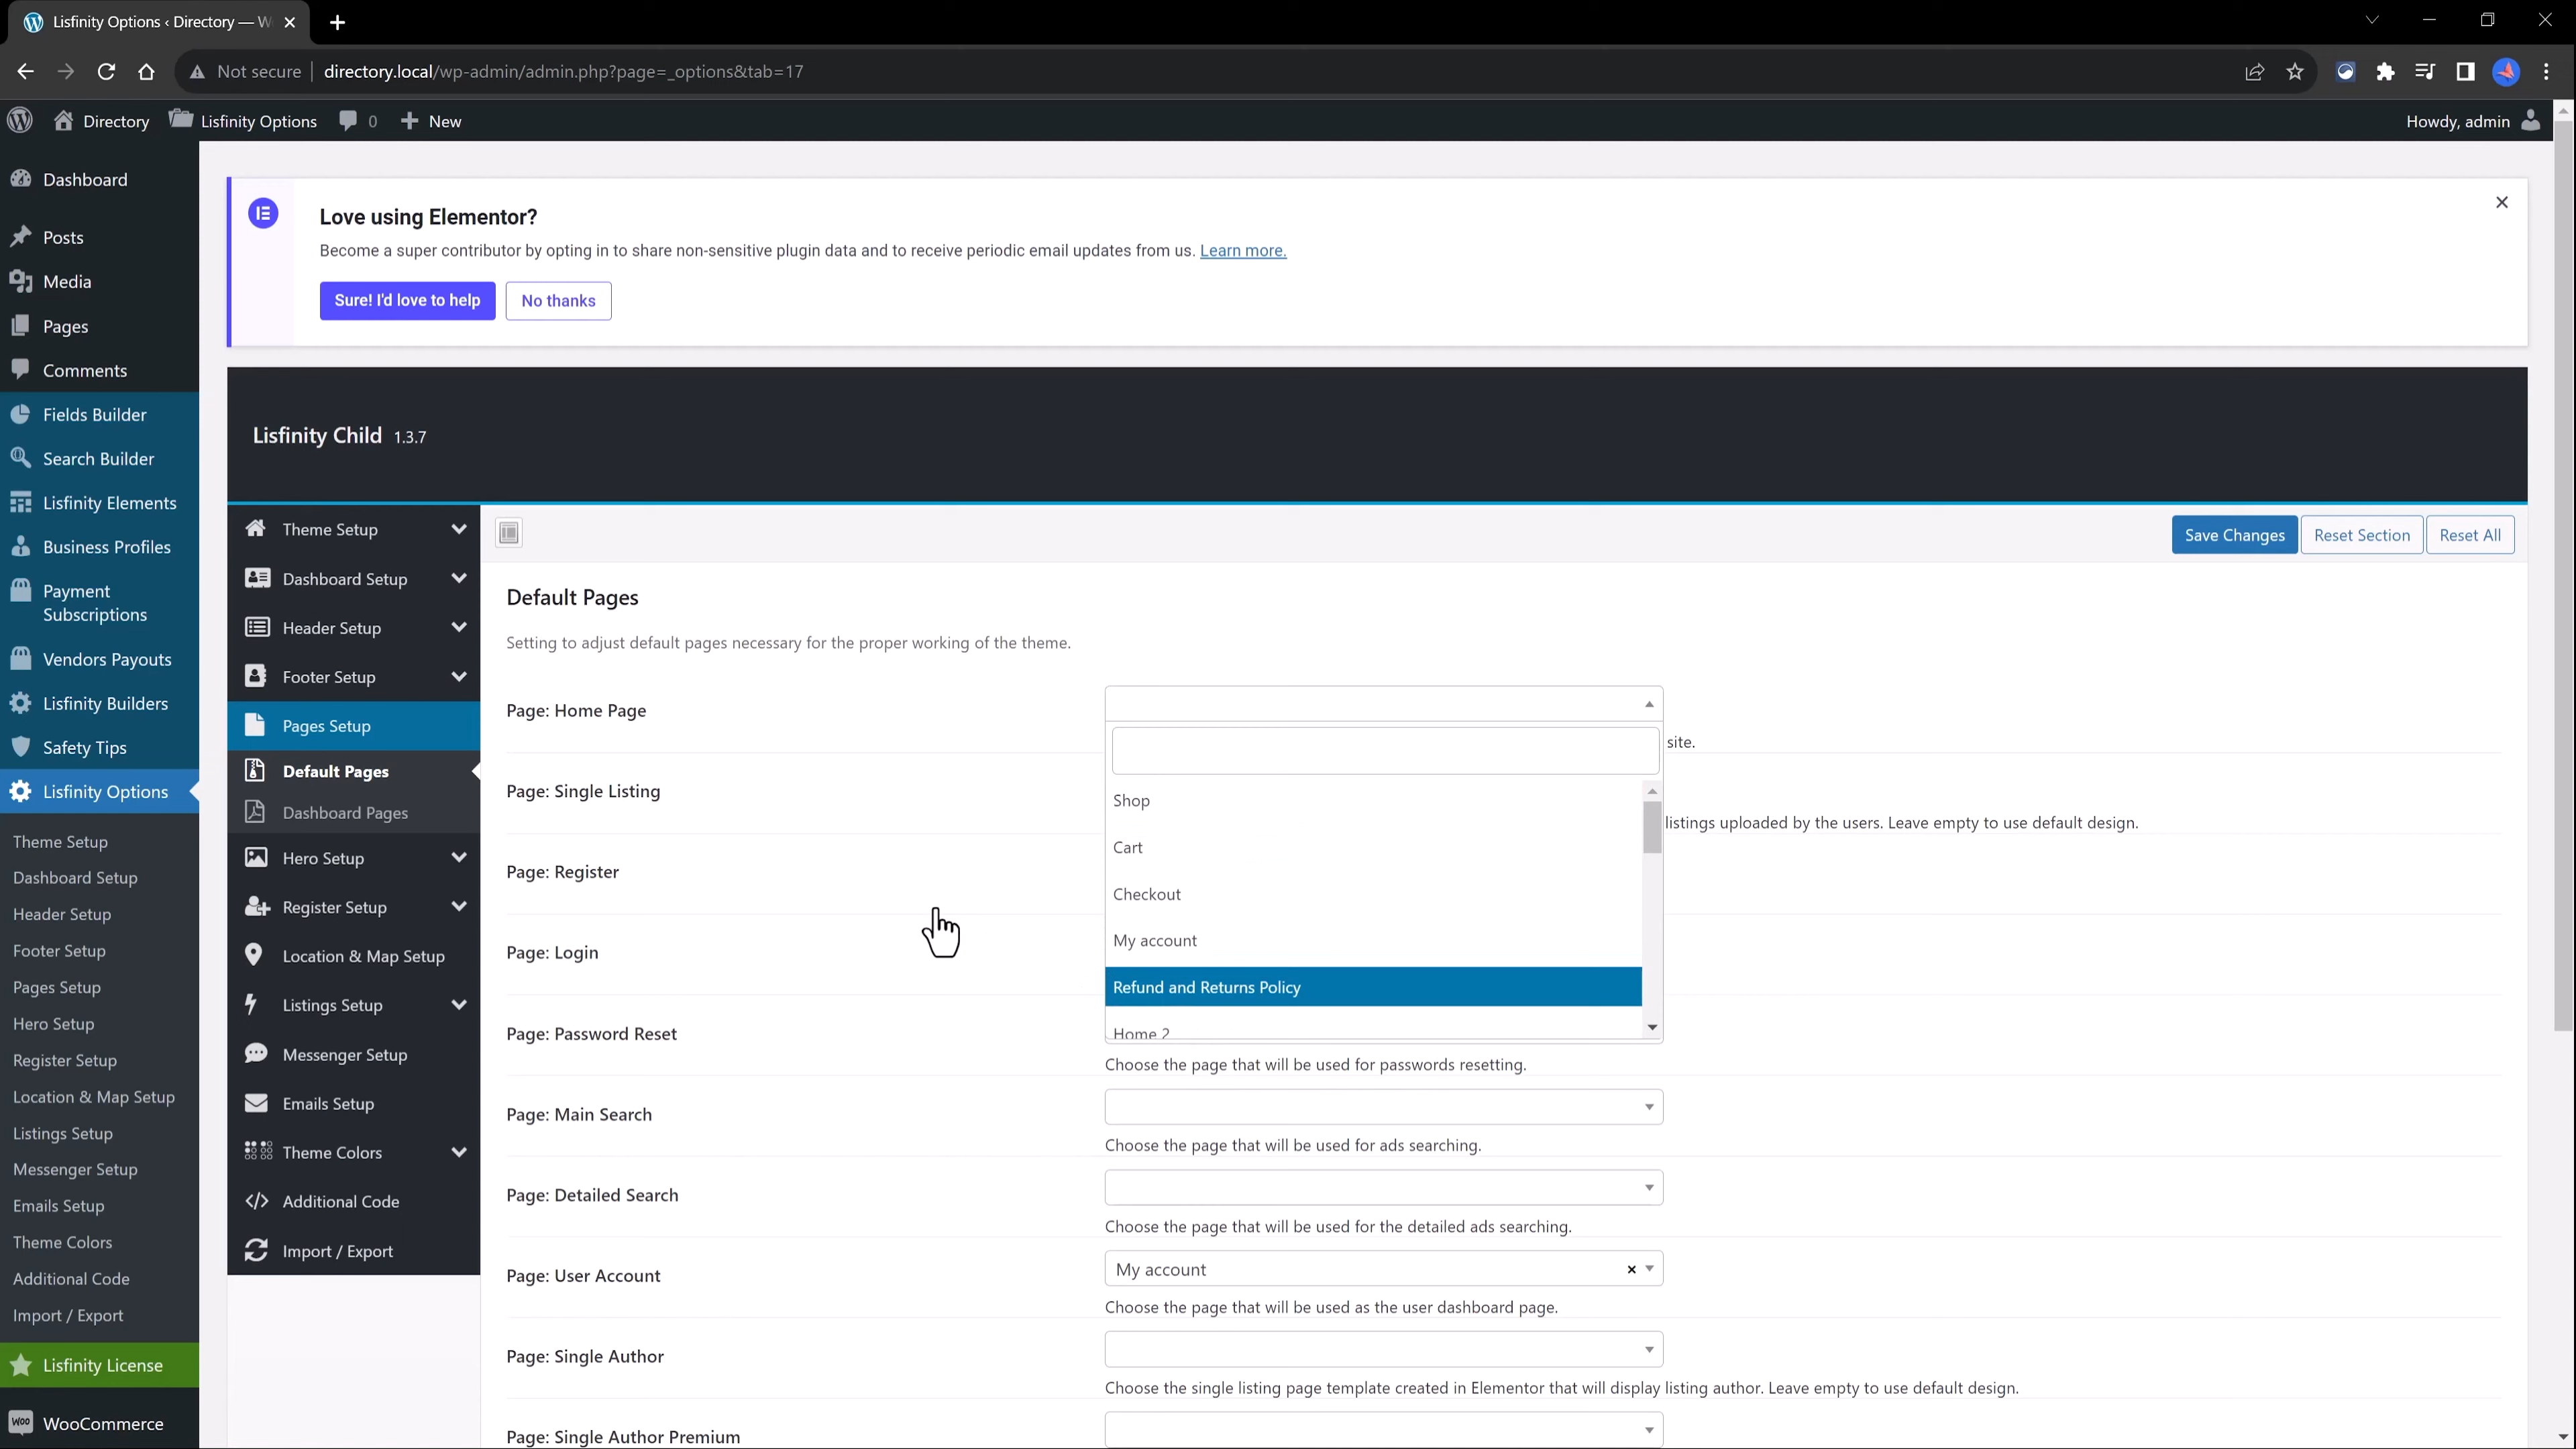 Lisfinity Options ‹ Directory — W
Not secure
directory.local/wp-admin/admin.php?page=_options&tab=17
Directory
Lisfinity Options
0
New
Howdy, admin
Dashboard
Posts
Media
Pages
Comments
Fields Builder
Search Builder
Lisfinity Elements
Business Profiles
Payment
Subscriptions
Vendors Payouts
Lisfinity Builders
Safety Tips
Lisfinity Options
Theme Setup
Dashboard Setup
Header Setup
Footer Setup
Pages Setup
Hero Setup
Register Setup
Location & Map Setup
Listings Setup
Messenger Setup
Emails Setup
Theme Colors
Additional Code
Import / Export
Lisfinity License
WooCommerce
Love using Elementor?
Become a super contributor by opting in to share non-sensitive plugin data and to receive periodic email updates from us. Learn more.
Sure! I'd love to help
No thanks
Lisfinity Child 1.3.7
Theme Setup
Dashboard Setup
Header Setup
Footer Setup
Pages Setup
Default Pages
Dashboard Pages
Hero Setup
Register Setup
Location & Map Setup
Listings Setup
Messenger Setup
Emails Setup
Theme Colors
Additional Code
Import / Export
Save Changes
Reset Section
Reset All
Default Pages
Setting to adjust default pages necessary for the proper working of the theme.
Page: Home Page
site.
Page: Single Listing
listings uploaded by the users. Leave empty to use default design.
Page: Register
Page: Login
Shop
Cart
Checkout
My account
Refund and Returns Policy
Home 2
Page: Password Reset
Choose the page that will be used for passwords resetting.
Page: Main Search
Choose the page that will be used for ads searching.
Page: Detailed Search
Choose the page that will be used for the detailed ads searching.
Page: User Account
My account
Choose the page that will be used as the user dashboard page.
Page: Single Author
Choose the single listing page template created in Elementor that will display listing author. Leave empty to use default design.
Page: Single Author Premium